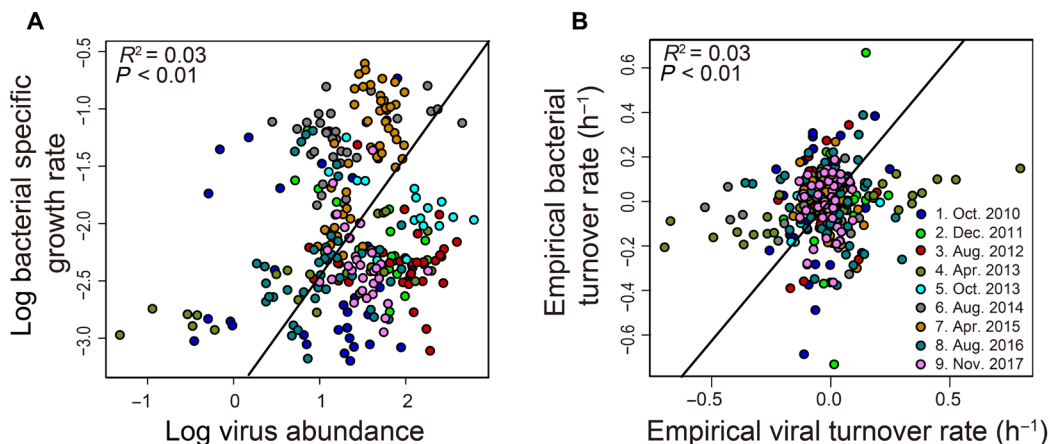 A
R² = 0.03
P < 0.01
Log bacterial specific
growth rate
−0.5
−1.0
−1.5
−2.0
−2.5
−3.0
−1
0
1
2
Log virus abundance
B
R² = 0.03
P < 0.01
Empirical bacterial
turnover rate (h⁻¹)
0.6
0.4
0.2
0.0
−0.2
−0.4
−0.6
1. Oct. 2010
2. Dec. 2011
3. Aug. 2012
4. Apr. 2013
5. Oct. 2013
6. Aug. 2014
7. Apr. 2015
8. Aug. 2016
9. Nov. 2017
−0.5
0.0
0.5
Empirical viral turnover rate (h⁻¹)